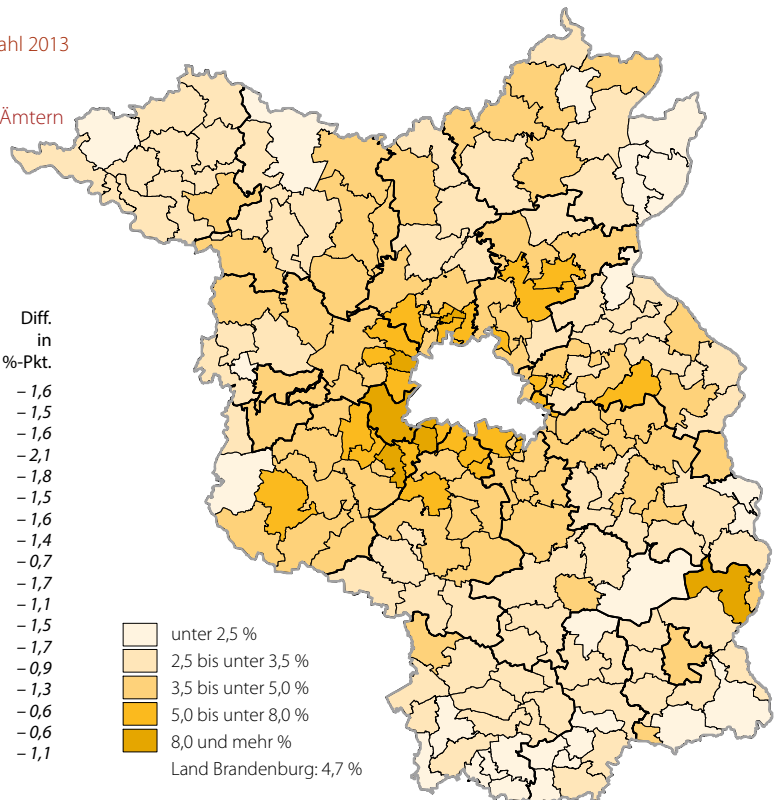 ahl 2013
Ämtern
Diff.
in
%-Pkt.
– 1,6
– 1,5
– 1,6
– 2,1
– 1,8
– 1,5
– 1,6
– 1,4
– 0,7
– 1,7
– 1,1
– 1,5
– 1,7
– 0,9
– 1,3
– 0,6
– 0,6
– 1,1
unter 2,5 %
2,5 bis unter 3,5 %
3,5 bis unter 5,0 %
5,0 bis unter 8,0 %
8,0 und mehr %
Land Brandenburg: 4,7 %